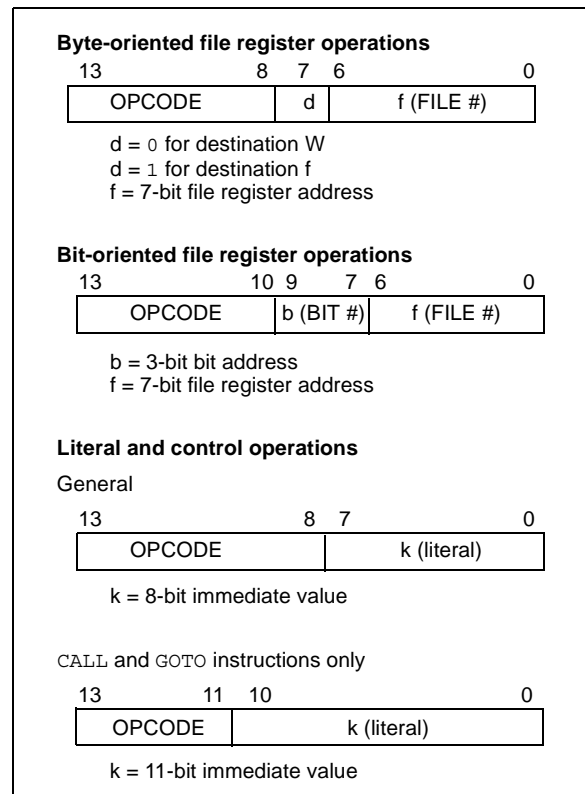 Byte-oriented file register operations
13 8 7 6 0
OPCODE d f (FILE #)
d = 0 for destination W
d = 1 for destination f
f = 7-bit file register address
Bit-oriented file register operations
13 10 9 7 6 0
OPCODE b (BIT #) f (FILE #)
b = 3-bit bit address
f = 7-bit file register address
Literal and control operations
General
13 8 7 0
OPCODE k (literal)
k = 8-bit immediate value
CALL and GOTO instructions only
13 11 10 0
OPCODE k (literal)
k = 11-bit immediate value